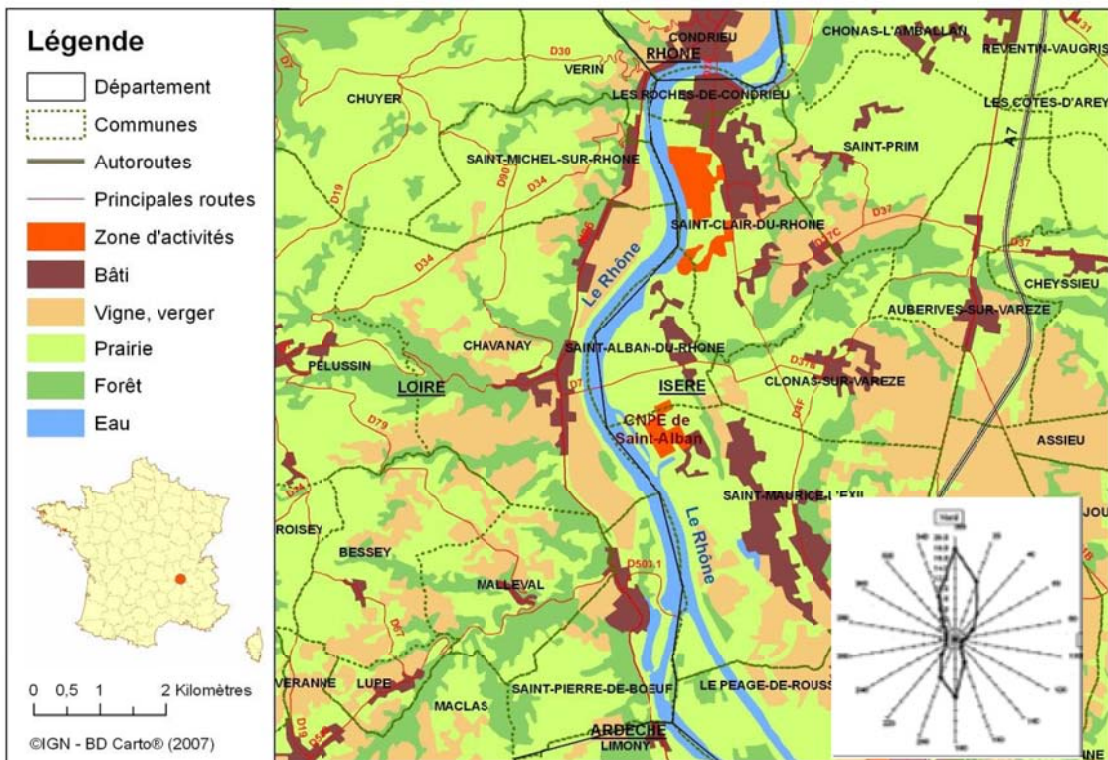 Légende
Département
Communes
Autoroutes
Principales routes
Zone d'activités
Bâti
Vigne, verger
Prairie
Forêt
Eau
0 0,5 1 2 Kilomètres
©IGN - BD Carto® (2007)
CONDRIEU
CHONAS-L'AMBALLAN
D30
RHÔNE
REVENTIN-VAUGRIS
VERIN
CHUYER
LES ROCHES-DE-CONDRIEU
LES COTES-D'AREY
A7
SAINT-PRIM
SAINT-MICHEL-SUR-RHONE
D90
D34
D19
D37
SAINT-CLAIR-DU-RHONE
D37C
D37
D34
Le Rhône
CHEYSSIEU
AUBERIVES-SUR-VAREZE
CHAVANAY
SAINT-ALBAN-DU-RHONE
PELUSSIN
D7
LOIRE
ISERE
CLONAS-SUR-VAREZE
D4F
CNPE de
Saint-Alban
D79
ASSIEU
SAINT-MAURICE-L'EXIL
Le Rhône
ROISEY
BESSEY
MALLEVAL
Nord
D67
VERANNE
LUPE
SAINT-PIERRE-DE-BŒUF
LE PEAGE-DE-ROUSS
MACLAS
D19
ARDECHE
LIMONY